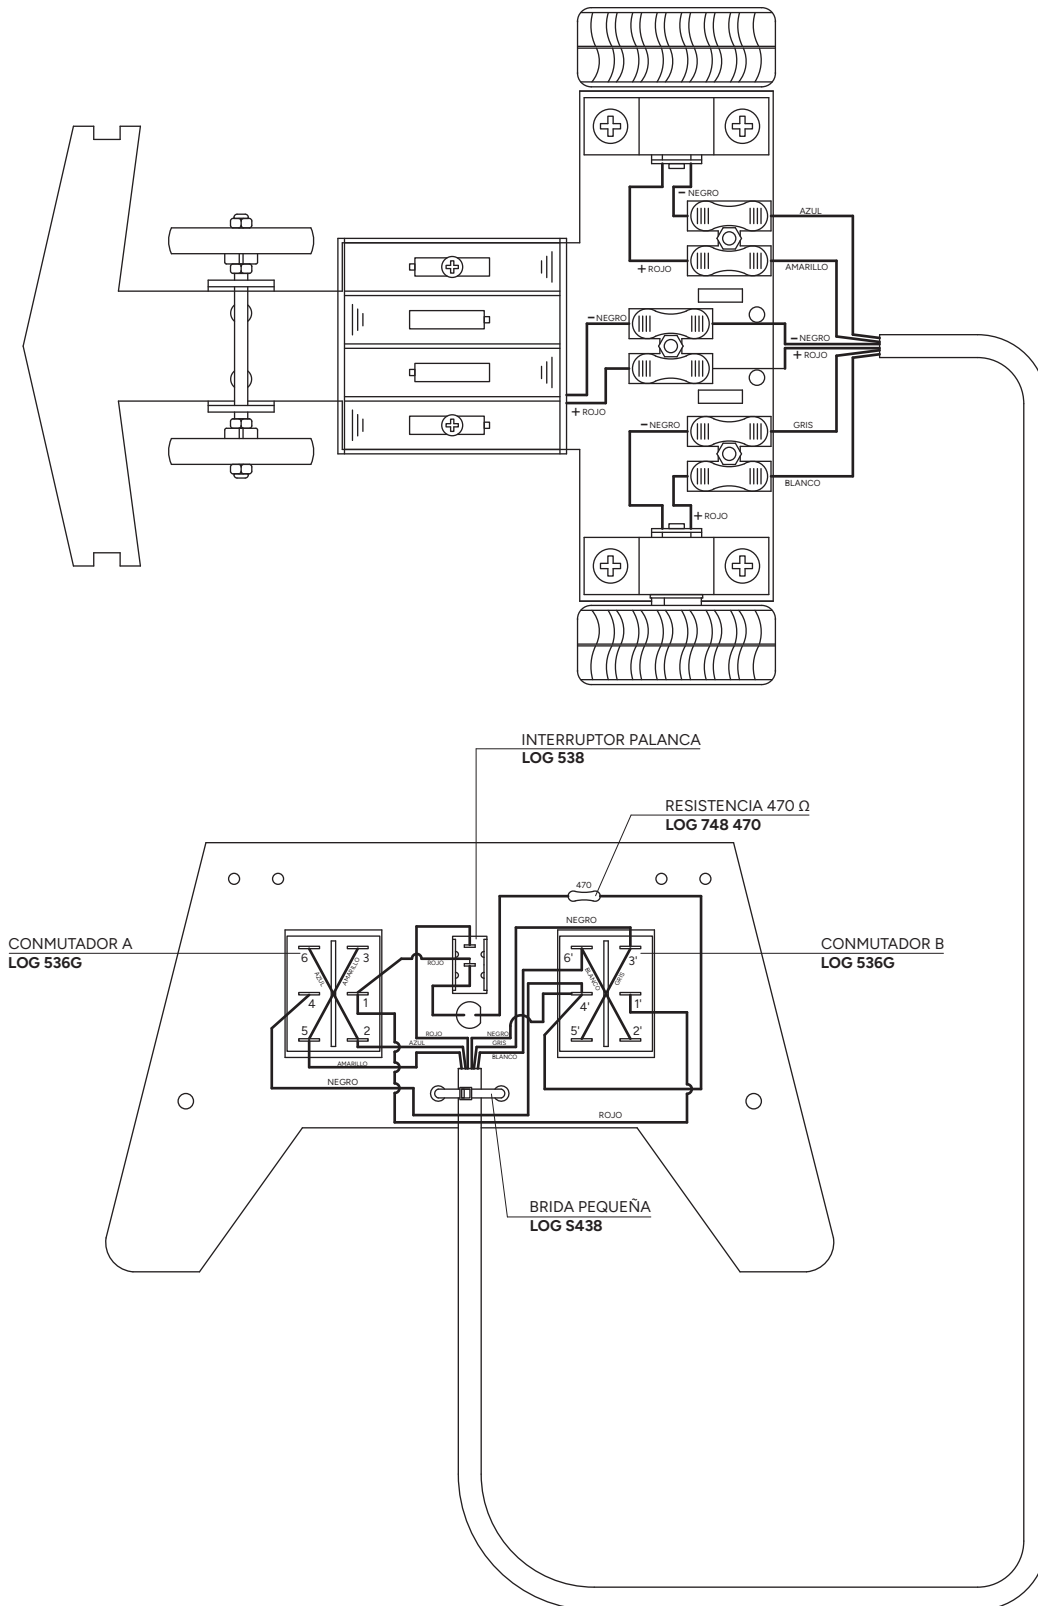 − NEGRO
AZUL
+ ROJO
AMARILLO
− NEGRO
− NEGRO
+ ROJO
+ ROJO
− NEGRO
GRIS
BLANCO
+ ROJO
INTERRUPTOR PALANCA
LOG 538
RESISTENCIA 470 Ω
LOG 748 470
470
CONMUTADOR A
LOG 536G
NEGRO
CONMUTADOR B
LOG 536G
6
3
AZUL
AMARILLO
4
1
5
2
ROJO
6'
3'
BLANCO
GRIS
4'
1'
5'
2'
ROJO
NEGRO
AZUL
GRIS
BLANCO
AMARILLO
NEGRO
ROJO
BRIDA PEQUEÑA
LOG S438